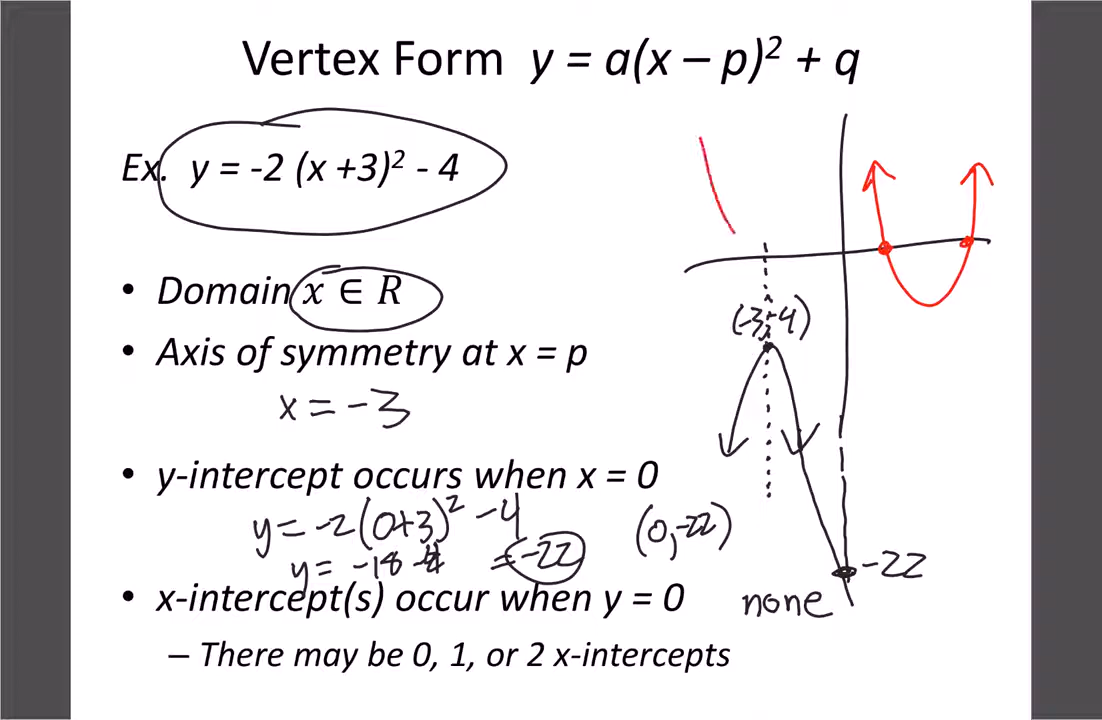 Vertex Form y = a(x – p)² + q
Ex. y = -2 (x +3)² - 4
• Domain x ∈ R
(-3,-4)
• Axis of symmetry at x = p
x = -3
• y-intercept occurs when x = 0
y = -2(0+3)² -4
(0,-22)
y = -18 -4 = -22
-22
• x-intercept(s) occur when y = 0
none
– There may be 0, 1, or 2 x-intercepts